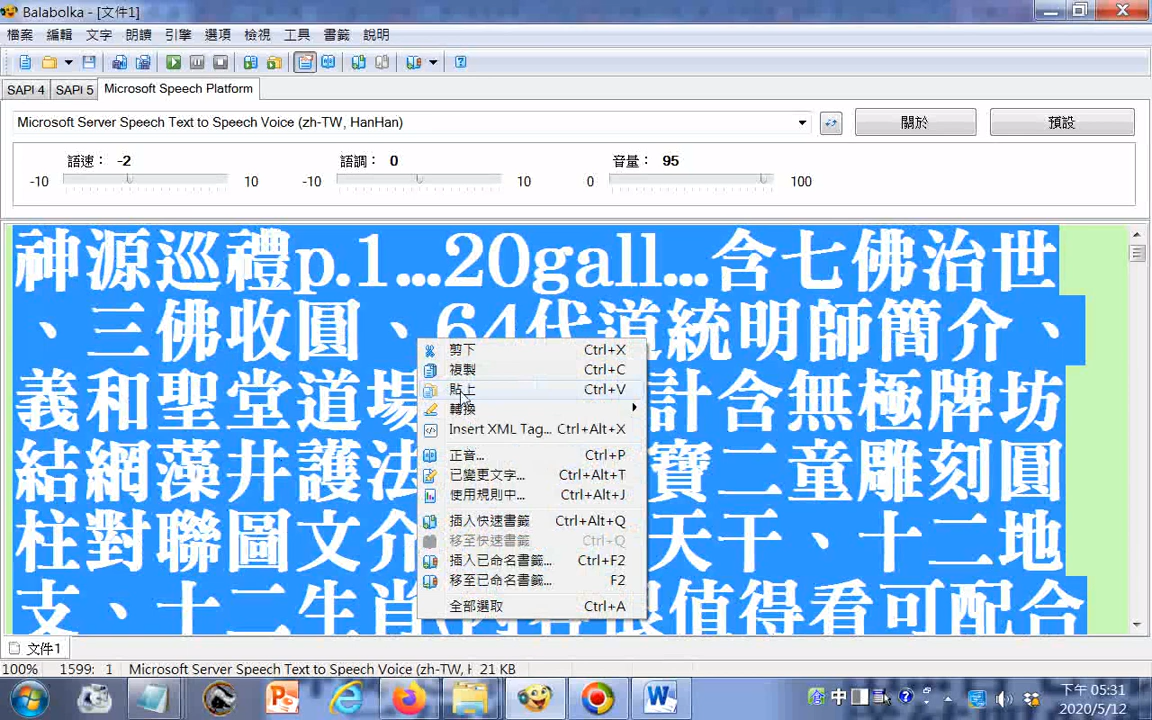 Balabolka - [文件1]
檔案 編輯 文字 朗讀 引擎 選項 檢視 工具 書籤 說明
SAPI 4 SAPI 5 Microsoft Speech Platform
Microsoft Server Speech Text to Speech Voice (zh-TW, HanHan) 關於 預設
語速： -2 語調： 0 音量： 95
-10 10 -10 10 0 100
神源巡禮p.1...20gall...含七佛治世
、三佛收圓、64代道統明師簡介、
義和聖堂道場 計含無極牌坊
結網藻井護法 寶二童雕刻圓
柱對聯圖文介 天干、十二地
支、十二生肖 很值得看可配合
剪下 Ctrl+X
複製 Ctrl+C
貼上 Ctrl+V
轉換
Insert XML Tag... Ctrl+Alt+X
正音... Ctrl+P
已變更文字... Ctrl+Alt+T
使用規則中... Ctrl+Alt+J
插入快速書籤 Ctrl+Alt+Q
移至快速書籤 Ctrl+Q
插入已命名書籤... Ctrl+F2
移至已命名書籤... F2
全部選取 Ctrl+A
文件1
100% 1599: 1 Microsoft Server Speech Text to Speech Voice (zh-TW, H 21 KB
中 下午 05:31
2020/5/12